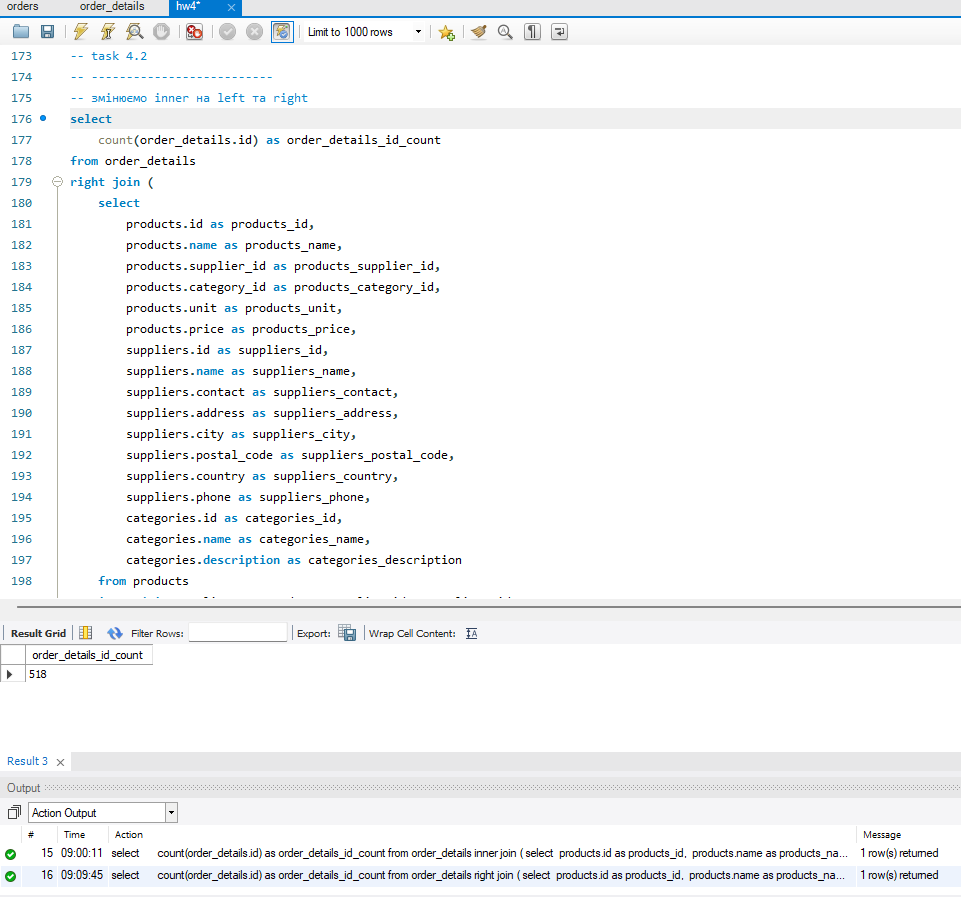 orders order_details hw4*
Limit to 1000 rows
173 -- task 4.2
174 -- --------------------------
175 -- змінюємо inner на left та right
176 select
177 count(order_details.id) as order_details_id_count
178 from order_details
179 right join (
180 select
181 products.id as products_id,
182 products.name as products_name,
183 products.supplier_id as products_supplier_id,
184 products.category_id as products_category_id,
185 products.unit as products_unit,
186 products.price as products_price,
187 suppliers.id as suppliers_id,
188 suppliers.name as suppliers_name,
189 suppliers.contact as suppliers_contact,
190 suppliers.address as suppliers_address,
191 suppliers.city as suppliers_city,
192 suppliers.postal_code as suppliers_postal_code,
193 suppliers.country as suppliers_country,
194 suppliers.phone as suppliers_phone,
195 categories.id as categories_id,
196 categories.name as categories_name,
197 categories.description as categories_description
198 from products
Result Grid Filter Rows: Export: Wrap Cell Content:
order_details_id_count
518
Result 3
Output
Action Output
# Time Action Message
15 09:00:11 select count(order_details.id) as order_details_id_count from order_details inner join ( select products.id as products_id, products.name as products_na... 1 row(s) returned
16 09:09:45 select count(order_details.id) as order_details_id_count from order_details right join ( select products.id as products_id, products.name as products_na... 1 row(s) returned